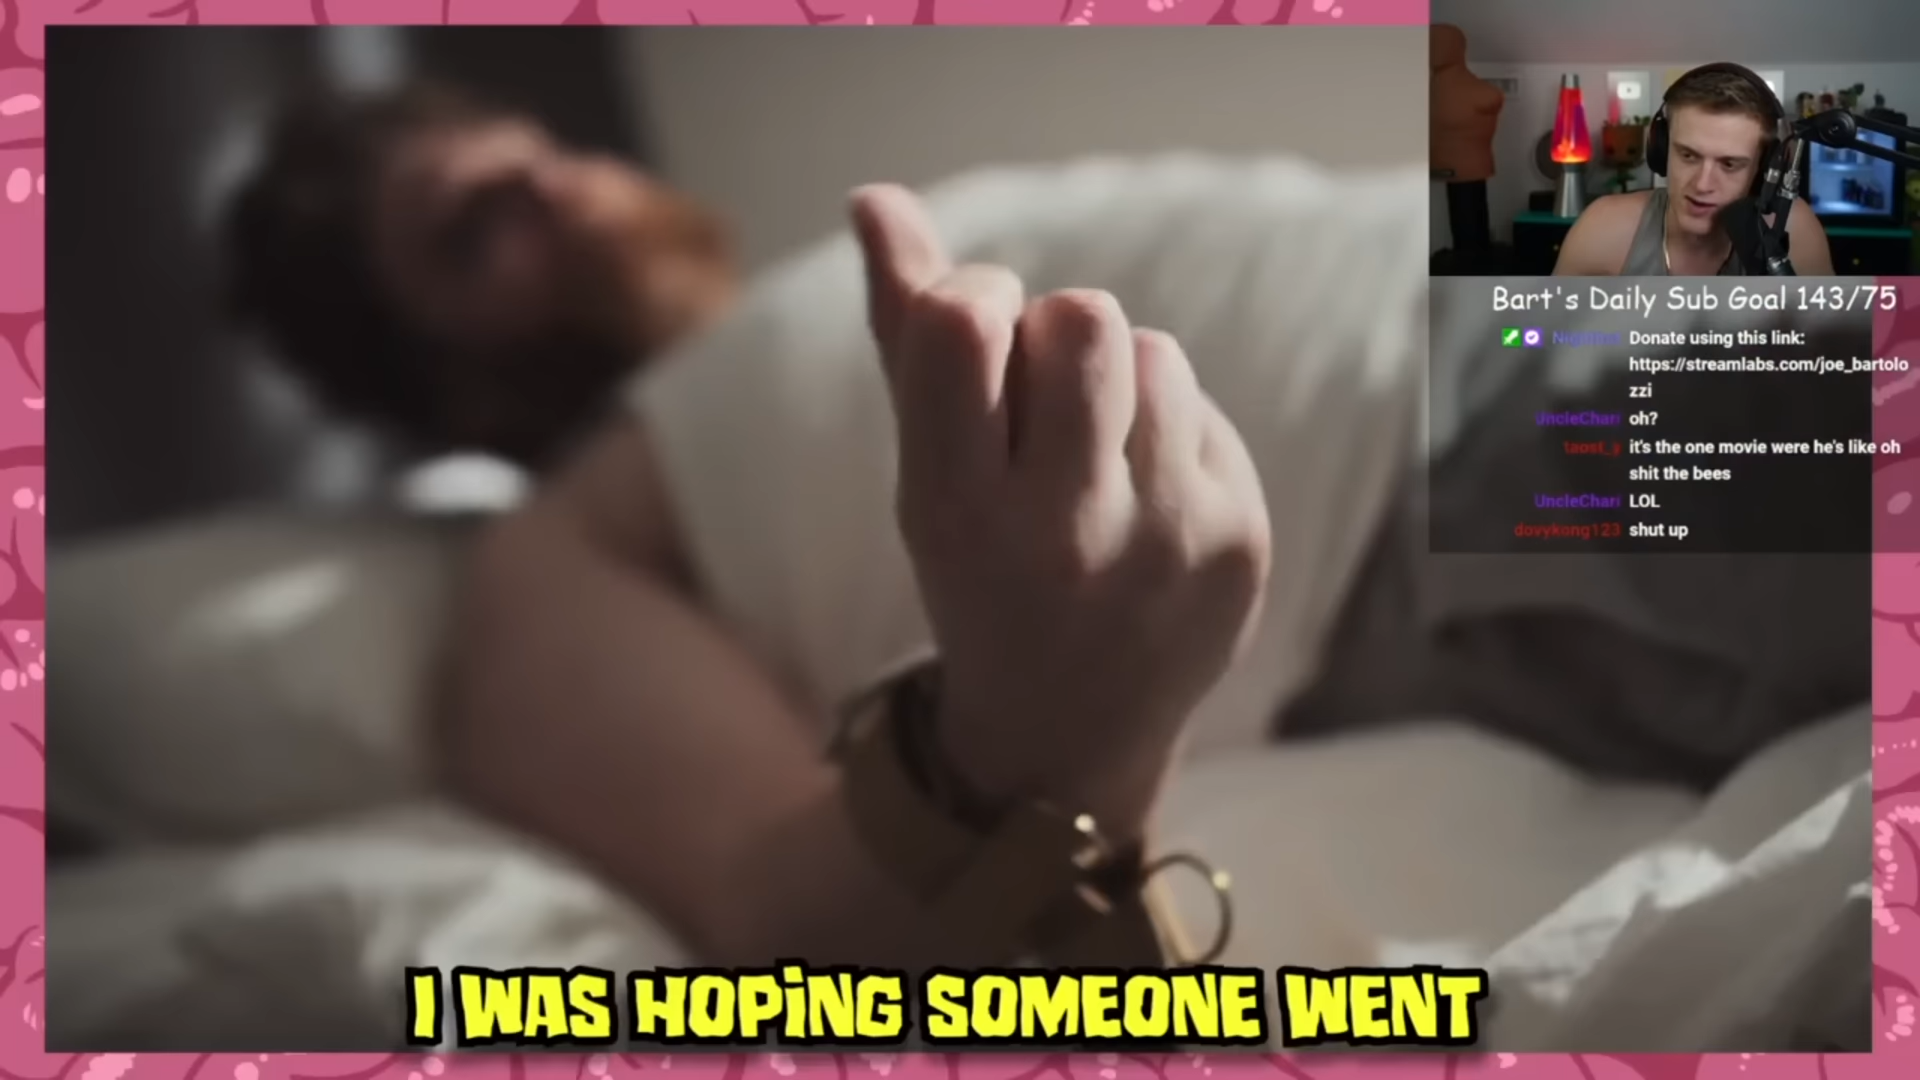 Bart's Daily Sub Goal 143/75
Donate using this link:
https://streamlabs.com/joe_bartolo
zzi
UncleChari oh?
taost_y it's the one movie were he's like oh
shit the bees
UncleChari LOL
dovykong123 shut up
I WAS HOPING SOMEONE WENT